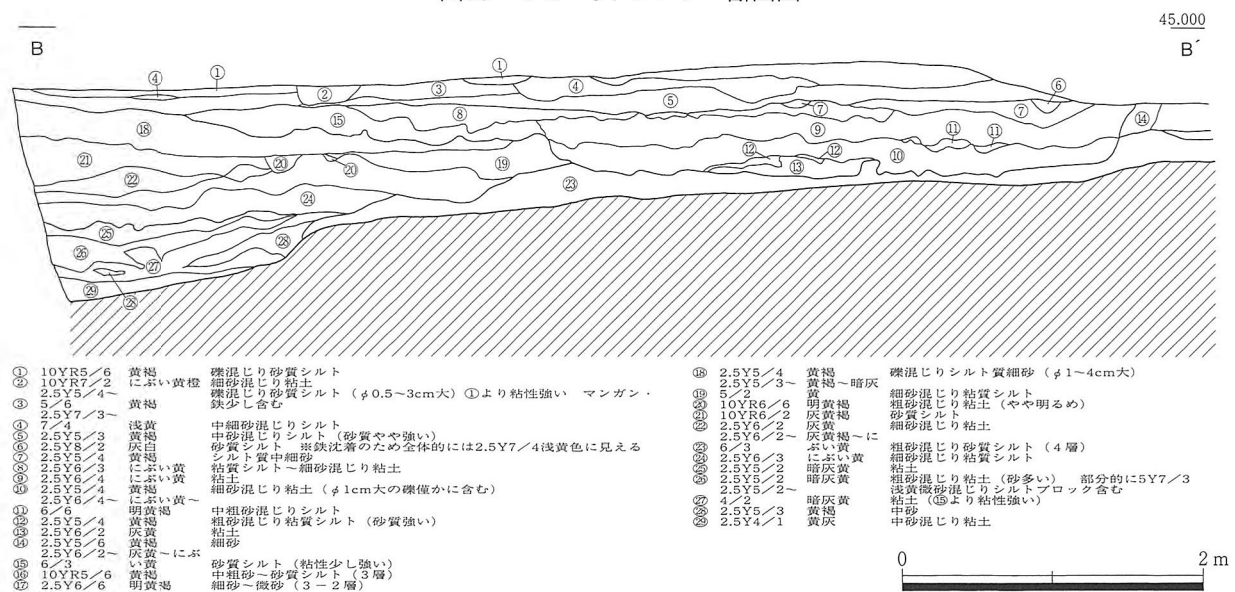 45.000
B
B´
① 10YR5／6 黄褐 礫混じり砂質シルト
② 10YR7／2 にぶい黄橙 細砂混じり粘土
2.5Y5／4～ 礫混じり砂質シルト（φ0.5~3cm大）①より粘性強い マンガン・
③ 5／6 黄褐 鉄少し含む
2.5Y7／3～
④ 7／4 浅黄 中細砂混じりシルト
⑤ 2.5Y5／3 黄褐 中砂混じりシルト（砂質やや強い）
⑥ 2.5Y8／2 灰白 砂質シルト ※鉄沈着のため全体的には2.5Y7／4浅黄色に見える
⑦ 2.5Y5／4 黄褐 シルト質中細砂
⑧ 2.5Y6／3 にぶい黄 粘質シルト～細砂混じり粘土
⑨ 2.5Y6／4 にぶい黄 粘土
⑩ 2.5Y5／4 黄褐 細砂混じり粘土（φ1cm大の礫僅かに含む）
2.5Y6／4～ にぶい黄～
⑪ 6／6 明黄褐 中粗砂混じりシルト
⑫ 2.5Y5／4 黄褐 粗砂混じり粘質シルト（砂質強い）
⑬ 2.5Y6／2 灰黄 粘土
⑭ 2.5Y5／6 黄褐 細砂
2.5Y6／2～ 灰黄～にぶ
⑮ 6／3 い黄 砂質シルト（粘性少し強い）
⑯ 10YR5／6 黄褐 中粗砂～砂質シルト（3層）
⑰ 2.5Y6／6 明黄褐 細砂～微砂（3－2層）
⑱ 2.5Y5／4 黄褐 礫混じりシルト質細砂（φ1~4cm大）
2.5Y5／3～ 黄褐～暗灰
⑲ 5／2 黄 細砂混じり粘質シルト
⑳ 10YR6／6 明黄褐 粗砂混じり粘土（やや明るめ）
㉑ 10YR6／2 灰黄褐 砂質シルト
㉒ 2.5Y6／2 灰黄 細砂混じり粘土
2.5Y6／2～ 灰黄褐～に
㉓ 6／3 ぶい黄 粗砂混じり砂質シルト（4層）
㉔ 2.5Y6／3 にぶい黄 細砂混じり粘質シルト
㉕ 2.5Y5／2 暗灰黄 粘土
㉖ 2.5Y5／2 暗灰黄 粗砂混じり粘土（砂多い） 部分的に5Y7／3
2.5Y5／2～ 浅黄微砂混じりシルトブロック含む
㉗ 4／2 暗灰黄 粘土（⑮より粘性強い）
㉘ 2.5Y5／3 黄褐 中砂
㉙ 2.5Y4／1 黄灰 中砂混じり粘土
0 2 m